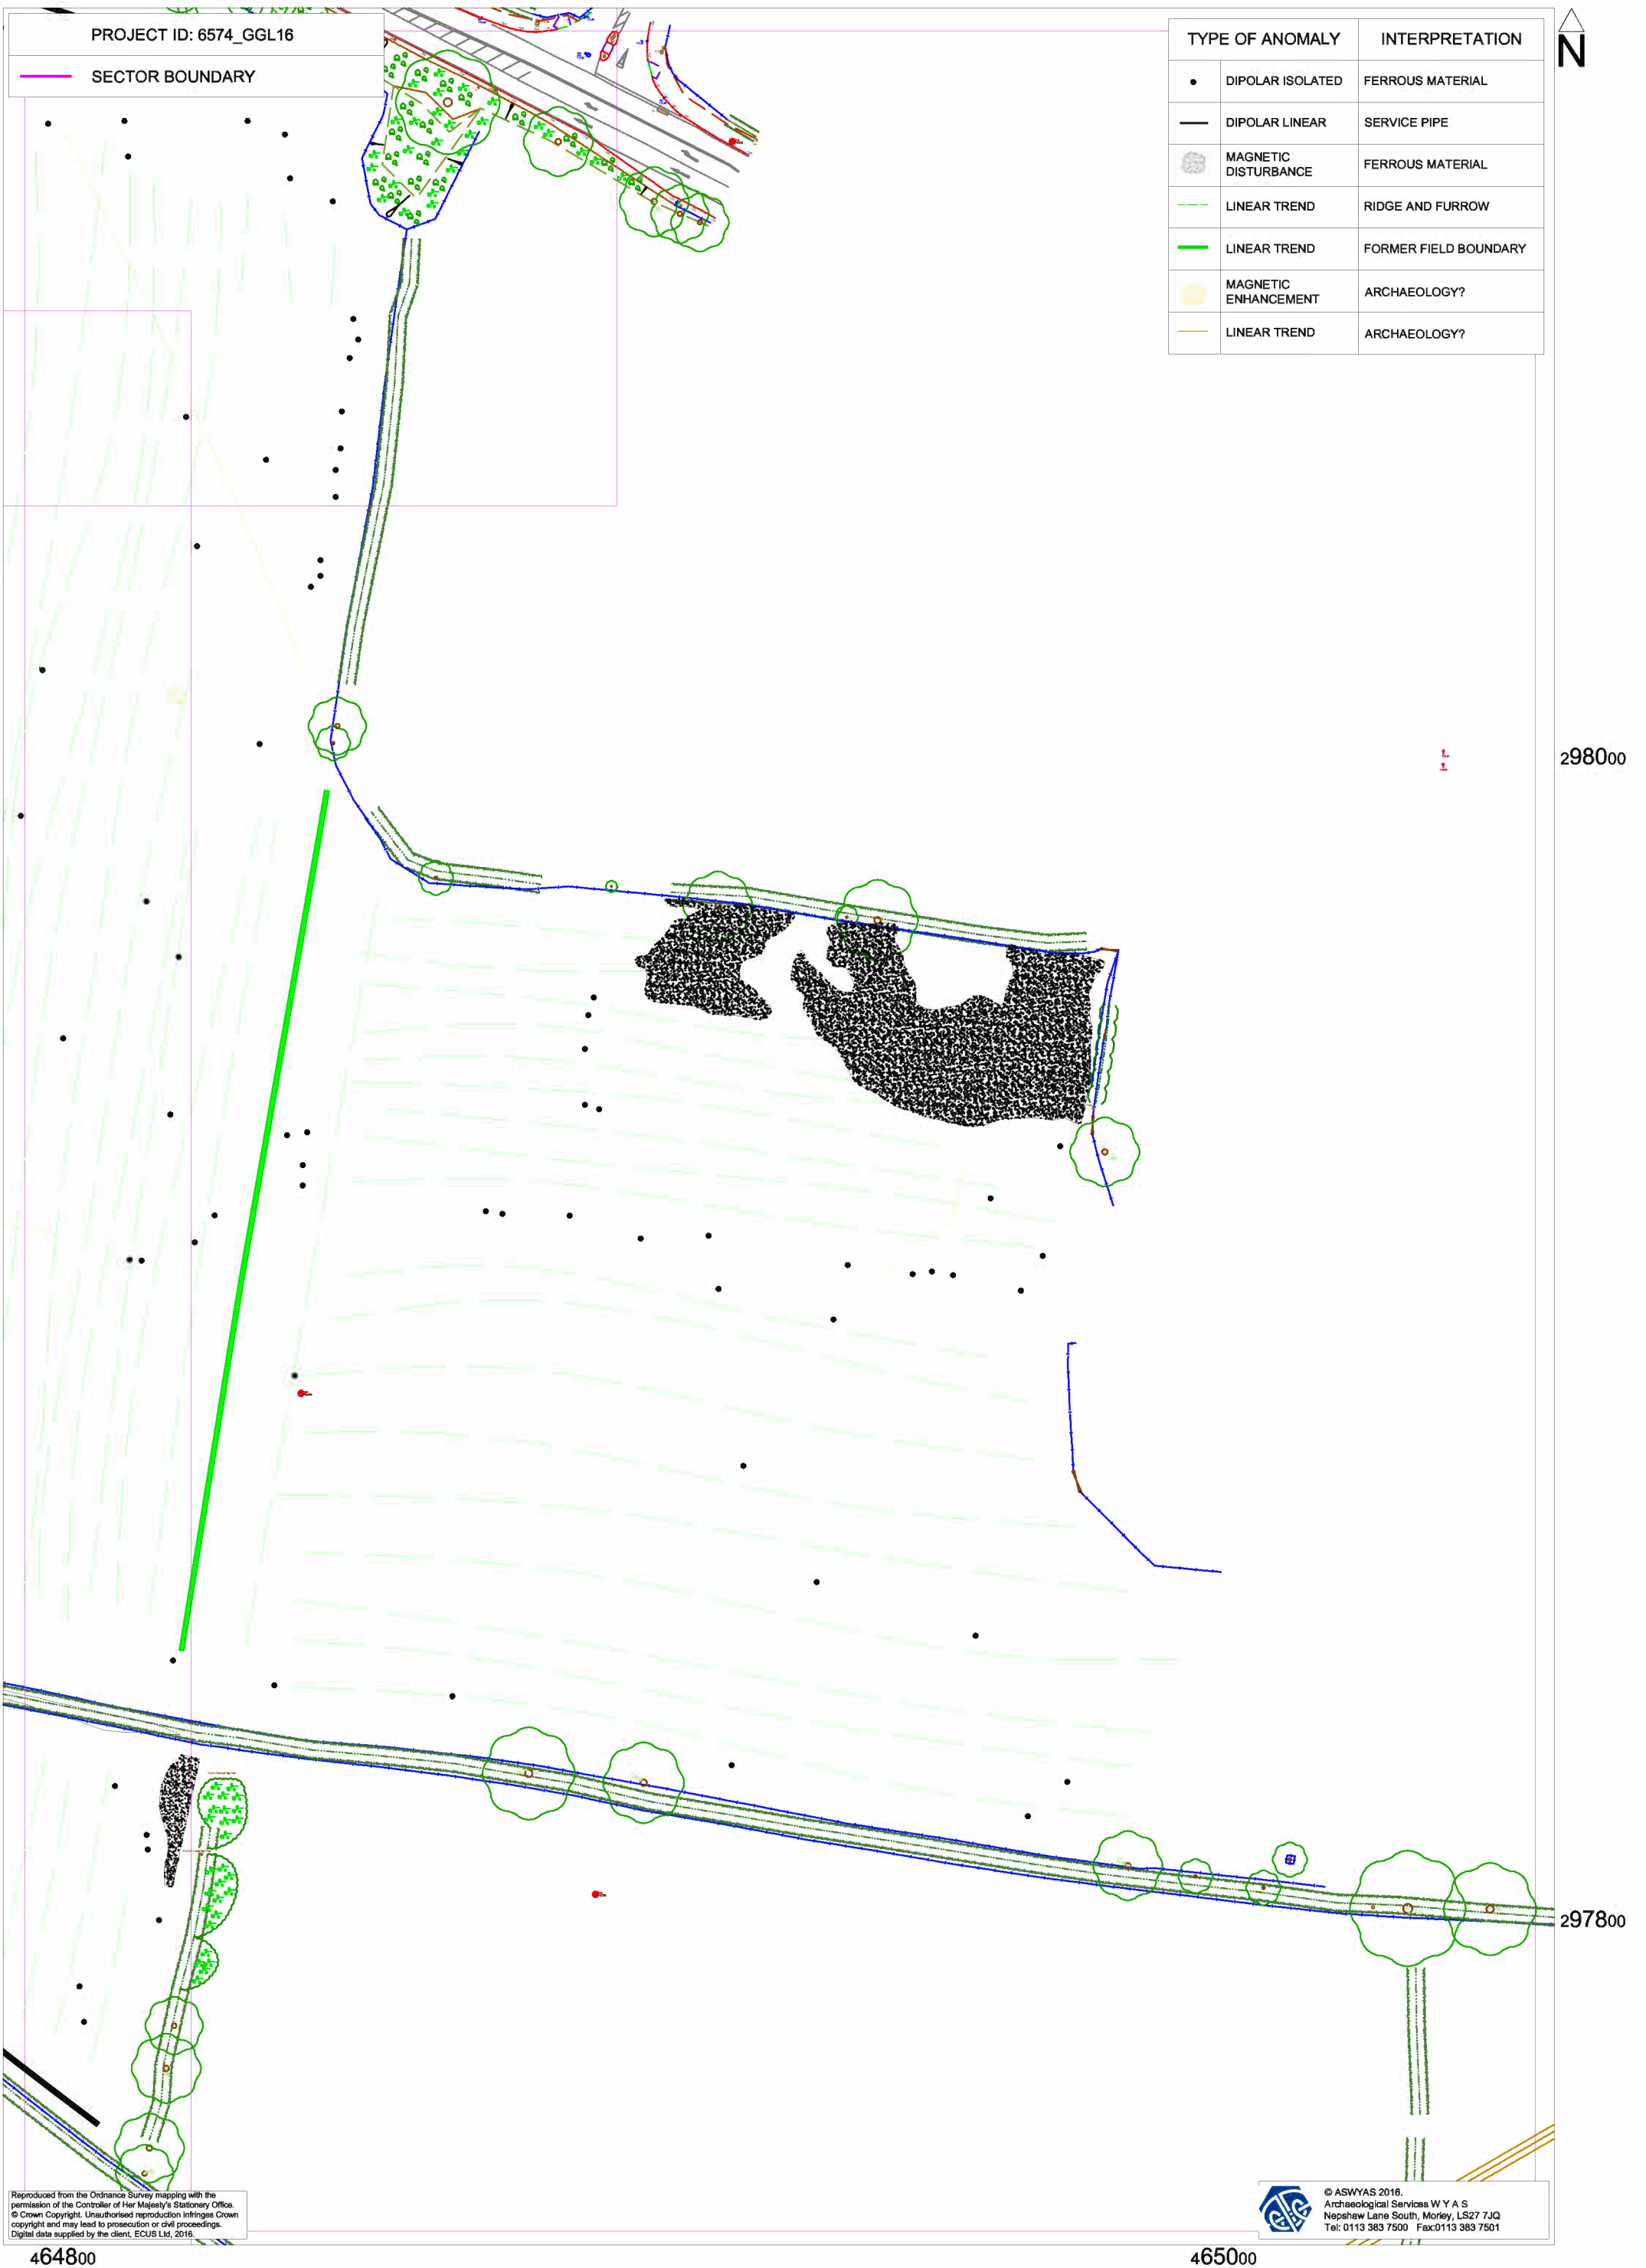 PROJECT ID: 6574_GGL16
SECTOR BOUNDARY
TYPE OF ANOMALY INTERPRETATION
DIPOLAR ISOLATED FERROUS MATERIAL
DIPOLAR LINEAR SERVICE PIPE
MAGNETIC
DISTURBANCE
FERROUS MATERIAL
LINEAR TREND RIDGE AND FURROW
LINEAR TREND FORMER FIELD BOUNDARY
MAGNETIC
ENHANCEMENT
ARCHAEOLOGY?
LINEAR TREND ARCHAEOLOGY?
N
298000
297800
Reproduced from the Ordnance Survey mapping with the
permission of the Controller of Her Majesty's Stationery Office.
© Crown Copyright. Unauthorised reproduction infringes Crown
copyright and may lead to prosecution or civil proceedings.
Digital data supplied by the client, ECUS Ltd, 2016.
© ASWYAS 2016.
Archaeological Services W Y A S
Nepshaw Lane South, Morley, LS27 7JQ
Tel: 0113 383 7500 Fax:0113 383 7501
464800
465000